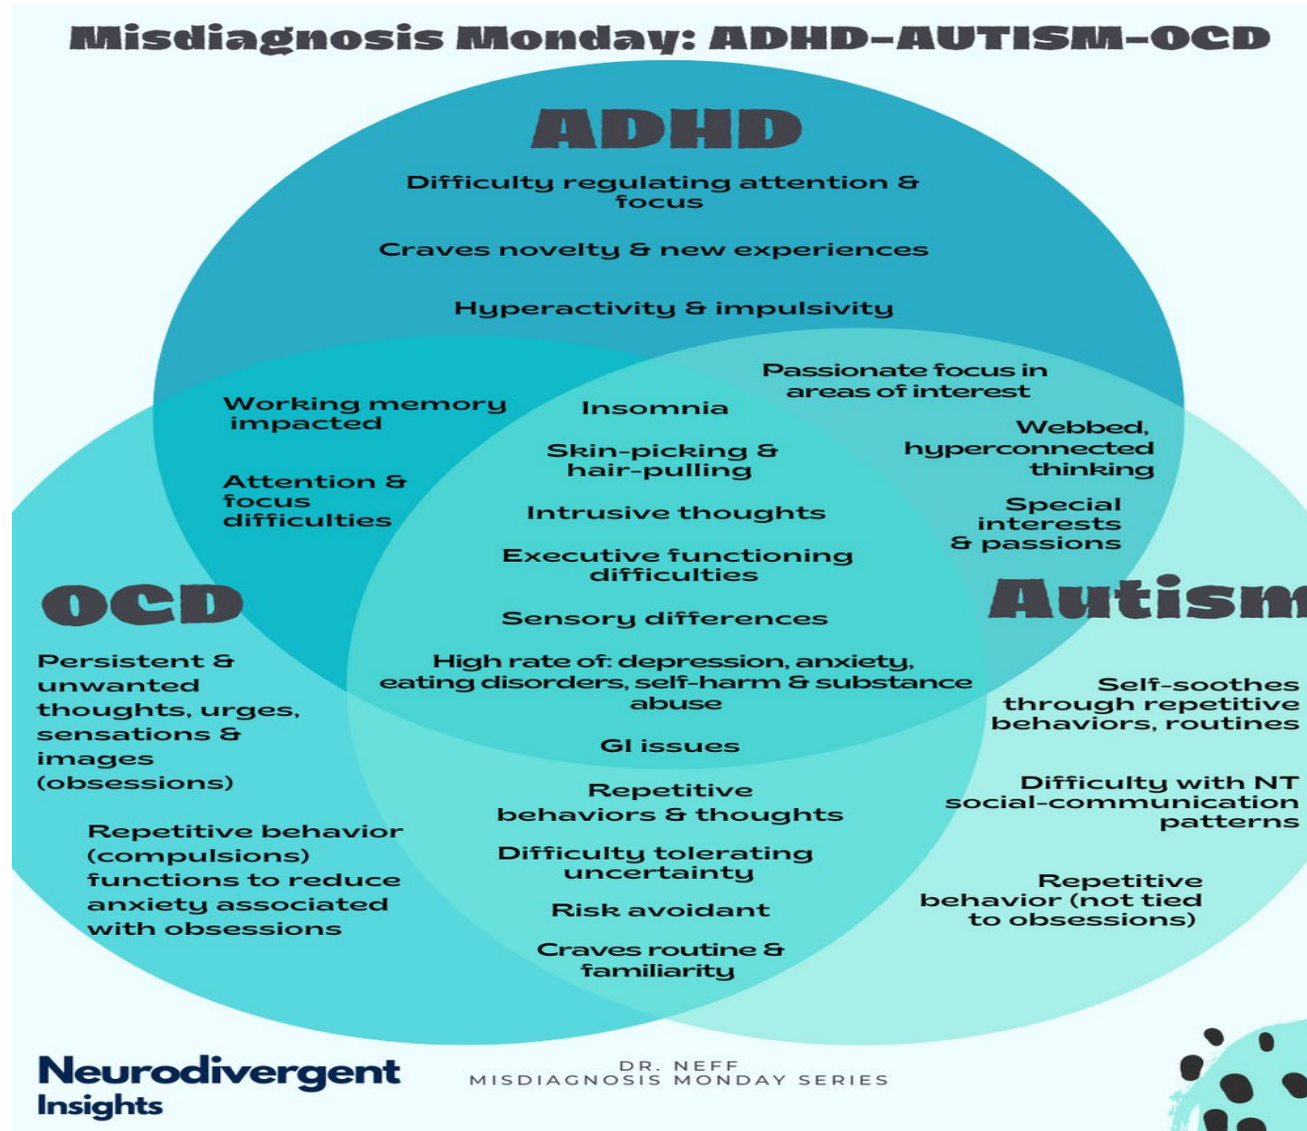 Misdiagnosis Monday: ADHD-AUTISM-OCD
ADHD
Difficulty regulating attention &
focus
Craves novelty & new experiences
Hyperactivity & impulsivity
Working memory
impacted
Attention &
focus
difficulties
Insomnia
Skin-picking &
hair-pulling
Intrusive thoughts
Executive functioning
difficulties
Sensory differences
High rate of: depression, anxiety,
eating disorders, self-harm & substance
abuse
GI issues
Passionate focus in
areas of interest
Webbed,
hyperconnected
thinking
Special
interests
& passions
OCD
Persistent &
unwanted
thoughts, urges,
sensations &
images
(obsessions)
Repetitive behavior
(compulsions)
functions to reduce
anxiety associated
with obsessions
Repetitive
behaviors & thoughts
Difficulty tolerating
uncertainty
Risk avoidant
Craves routine &
familiarity
Autism
Self-soothes
through repetitive
behaviors, routines
Difficulty with NT
social-communication
patterns
Repetitive
behavior (not tied
to obsessions)
Neurodivergent
Insights
DR. NEFF
MISDIAGNOSIS MONDAY SERIES